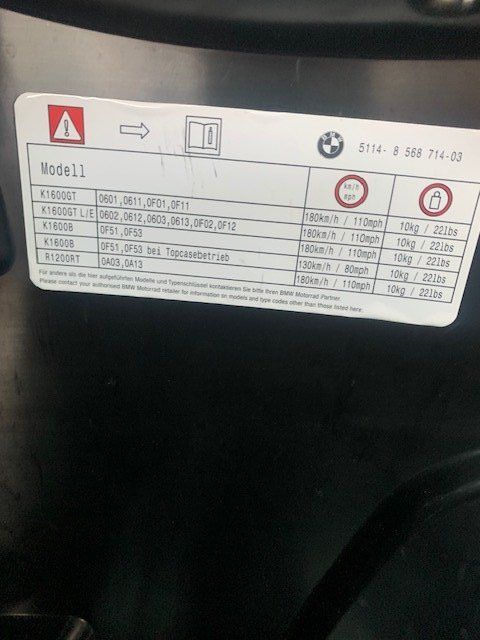 BMW 5114- 8 568 714-03
Modell km/h mph
K1600GT 0601,0611,0F01,0F11 180km/h / 110mph 10kg / 22lbs
K1600GT L/E 0602,0612,0603,0613,0F02,0F12 180km/h / 110mph 10kg / 22lbs
K1600B 0F51,0F53 180km/h / 110mph 10kg / 22lbs
K1600B 0F51,0F53 bei Topcasebetrieb 130km/h / 80mph 10kg / 22lbs
R1200RT 0A03,0A13 180km/h / 110mph 10kg / 22lbs
Für andere als die hier aufgeführten Modelle und Typenschlüssel kontaktieren Sie bitte Ihren BMW Motorrad Partner.
Please contact your authorised BMW Motorrad retailer for information on models and type codes other than those listed here.